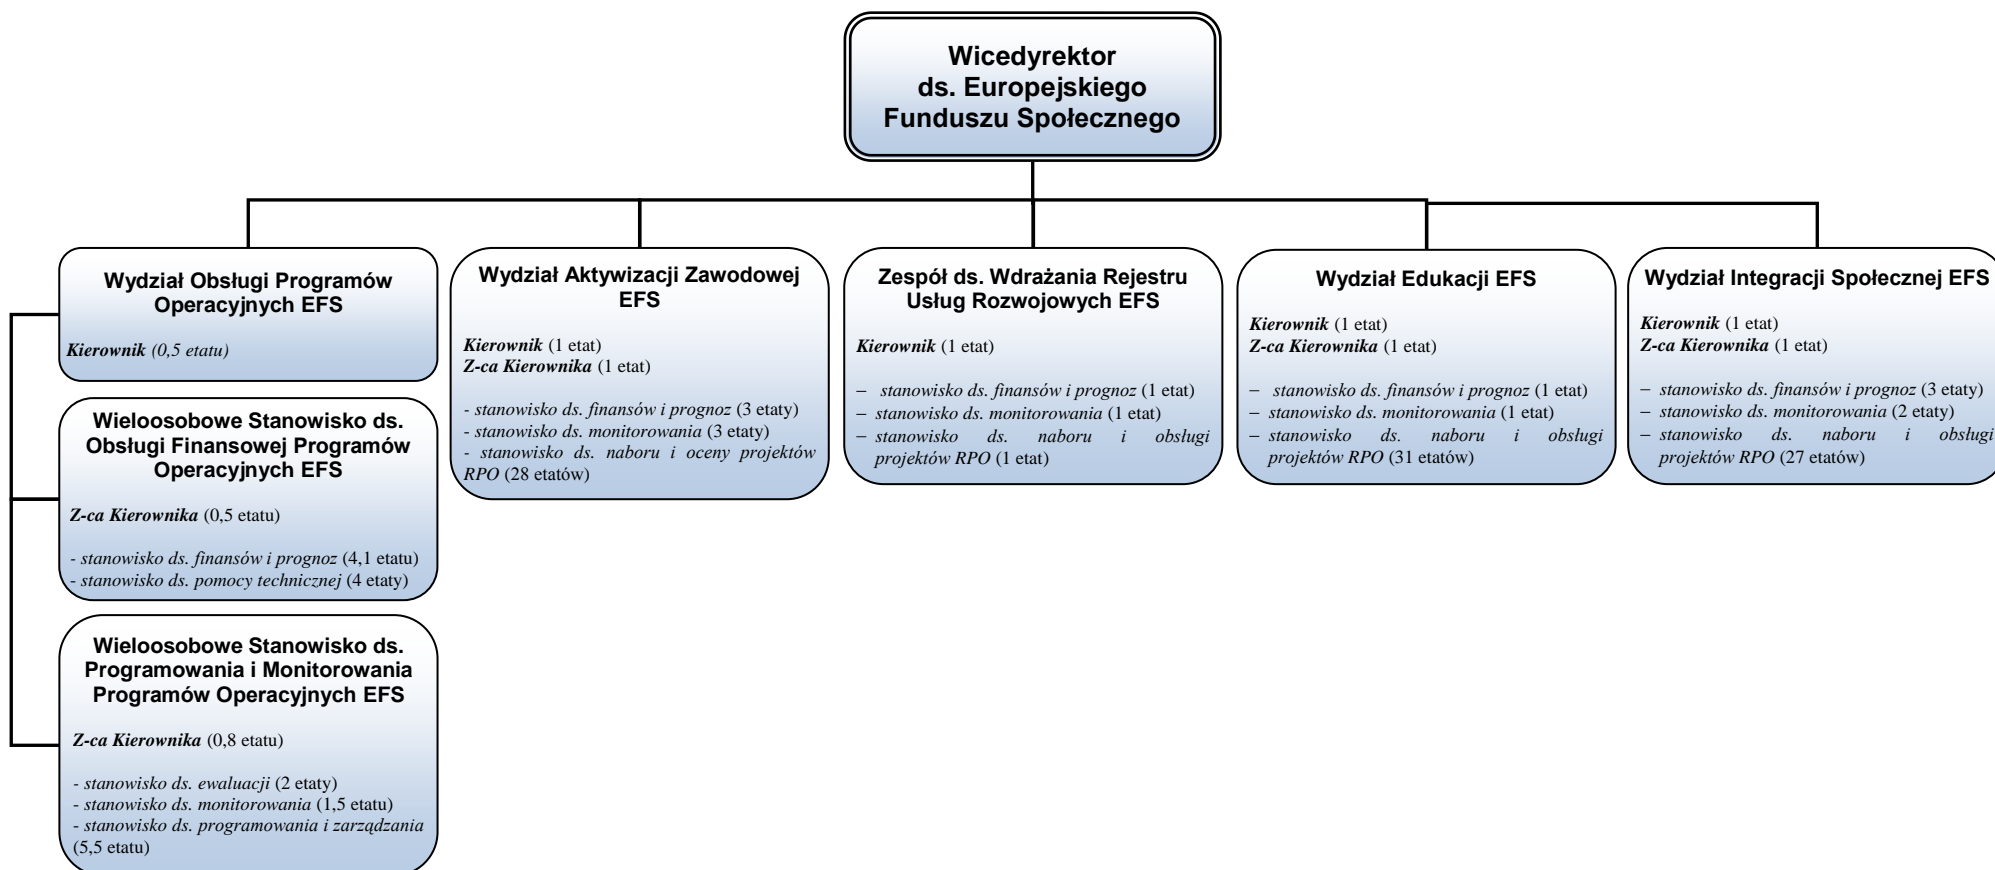 Wicedyrektor
ds. Europejskiego
Funduszu Społecznego
Wydział Obsługi Programów
Operacyjnych EFS
Kierownik (0,5 etatu)
Wieloosobowe Stanowisko ds.
Obsługi Finansowej Programów
Operacyjnych EFS
Z-ca Kierownika (0,5 etatu)
- stanowisko ds. finansów i prognoz (4,1 etatu)
- stanowisko ds. pomocy technicznej (4 etaty)
Wieloosobowe Stanowisko ds.
Programowania i Monitorowania
Programów Operacyjnych EFS
Z-ca Kierownika (0,8 etatu)
- stanowisko ds. ewaluacji (2 etaty)
- stanowisko ds. monitorowania (1,5 etatu)
- stanowisko ds. programowania i zarządzania
(5,5 etatu)
Wydział Aktywizacji Zawodowej
EFS
Kierownik (1 etat)
Z-ca Kierownika (1 etat)
- stanowisko ds. finansów i prognoz (3 etaty)
- stanowisko ds. monitorowania (3 etaty)
- stanowisko ds. naboru i oceny projektów
RPO (28 etatów)
Zespół ds. Wdrażania Rejestru
Usług Rozwojowych EFS
Kierownik (1 etat)
– stanowisko ds. finansów i prognoz (1 etat)
– stanowisko ds. monitorowania (1 etat)
– stanowisko ds. naboru i obsługi
projektów RPO (1 etat)
Wydział Edukacji EFS
Kierownik (1 etat)
Z-ca Kierownika (1 etat)
– stanowisko ds. finansów i prognoz (1 etat)
– stanowisko ds. monitorowania (1 etat)
– stanowisko ds. naboru i obsługi
projektów RPO (31 etatów)
Wydział Integracji Społecznej EFS
Kierownik (1 etat)
Z-ca Kierownika (1 etat)
– stanowisko ds. finansów i prognoz (3 etaty)
– stanowisko ds. monitorowania (2 etaty)
– stanowisko ds. naboru i obsługi
projektów RPO (27 etatów)